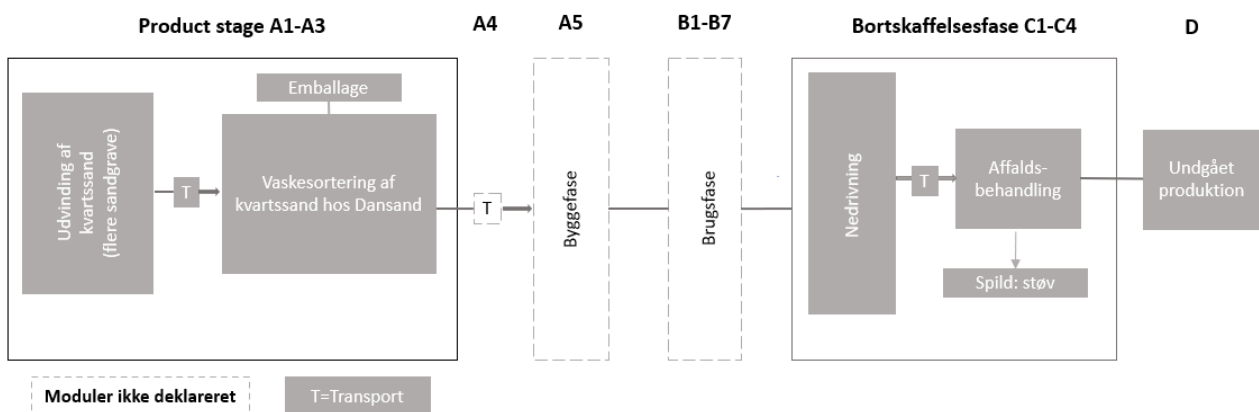 Product stage A1-A3
A4
A5
B1-B7
Bortskaffelsesfase C1-C4
D
Udvinding af
kvartssand
(flere sandgrave)
T
Emballage
Vaskesortering af
kvartssand hos Dansand
T
Byggefase
Brugsfase
Nedrivning
T
Affalds-
behandling
Spild: støv
Undgået
produktion
Moduler ikke deklareret
T=Transport